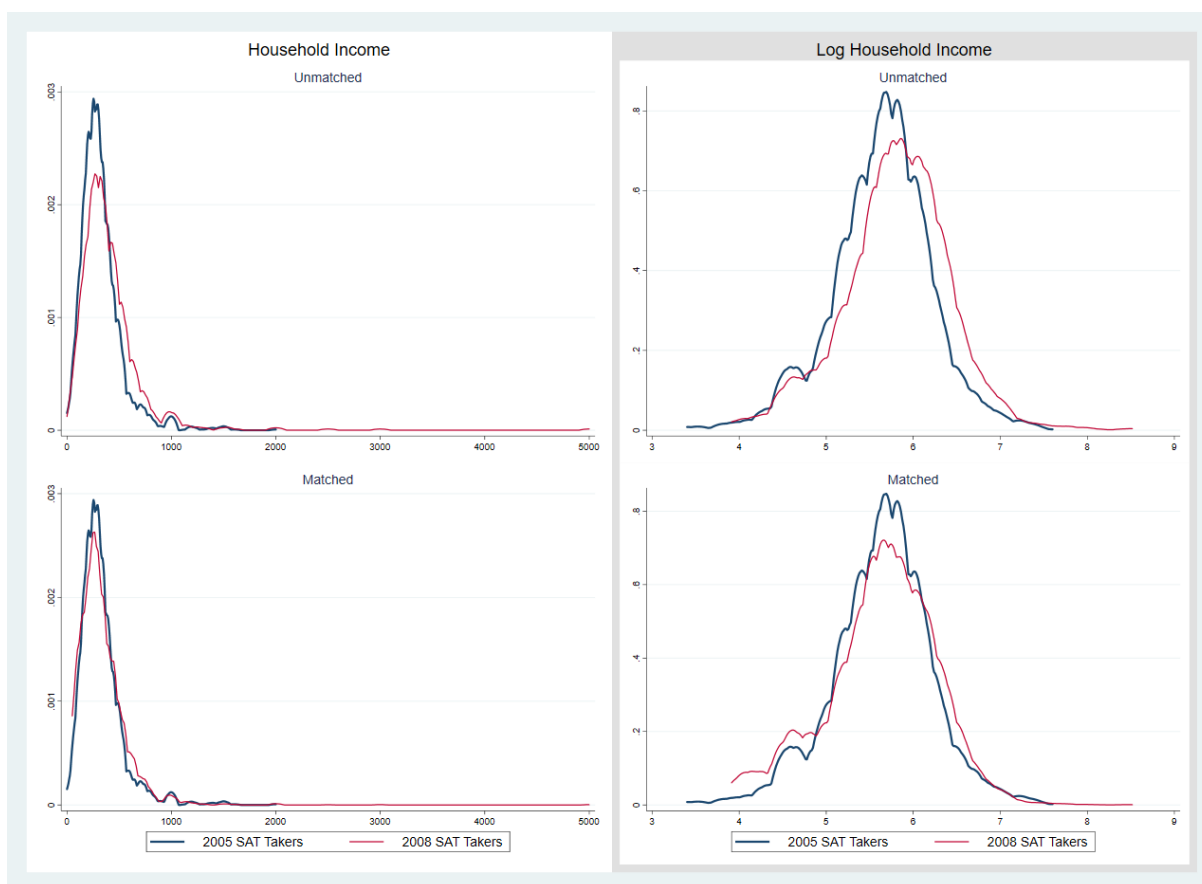 Household Income
Unmatched
.003
.002
.001
0
0 1000 2000 3000 4000 5000
Matched
.003
.002
.001
0
0 1000 2000 3000 4000 5000
2005 SAT Takers 2008 SAT Takers
Log Household Income
Unmatched
.8
.6
.4
.2
0
3 4 5 6 7 8 9
Matched
.8
.6
.4
.2
0
3 4 5 6 7 8 9
2005 SAT Takers 2008 SAT Takers